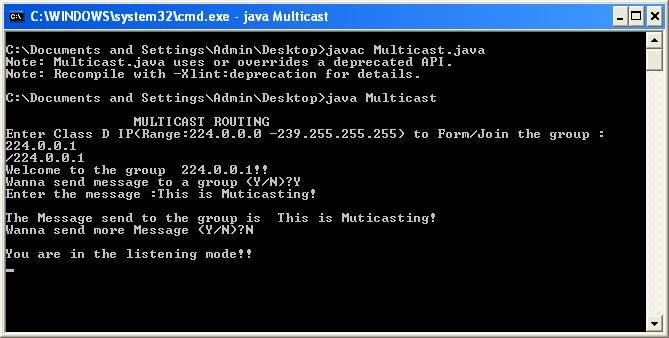 C:\WINDOWS\system32\cmd.exe - java Multicast
C:\Documents and Settings\Admin\Desktop>javac Multicast.java
Note: Multicast.java uses or overrides a deprecated API.
Note: Recompile with -Xlint:deprecation for details.
C:\Documents and Settings\Admin\Desktop>java Multicast
MULTICAST ROUTING
Enter Class D IP(Range:224.0.0.0 -239.255.255.255) to Form/Join the group :
224.0.0.1
/224.0.0.1
Welcome to the group  224.0.0.1!!
Wanna send message to a group (Y/N)?Y
Enter the message :This is Muticasting!
The Message send to the group is  This is Muticasting!
Wanna send more Message (Y/N)?N
You are in the listening mode!!